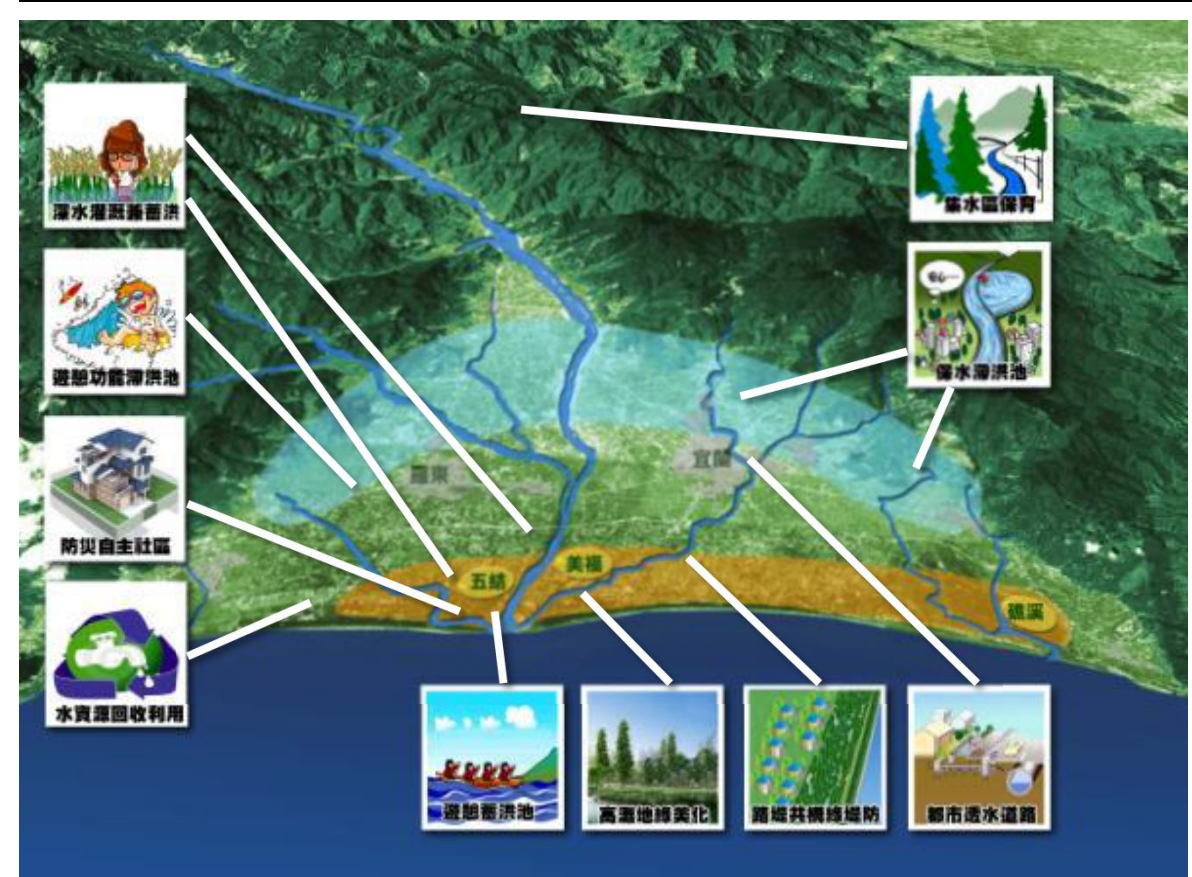 深水灌溉兼蓄洪
集水區保育
安心
保水滯洪池
遊憩功能滯洪池
防災自主社區
水資源回收利用
羅東
宜蘭
五結
美福
礁溪
遊憩蓄洪池
高灘地綠美化
路堤共構綠堤防
都市透水道路